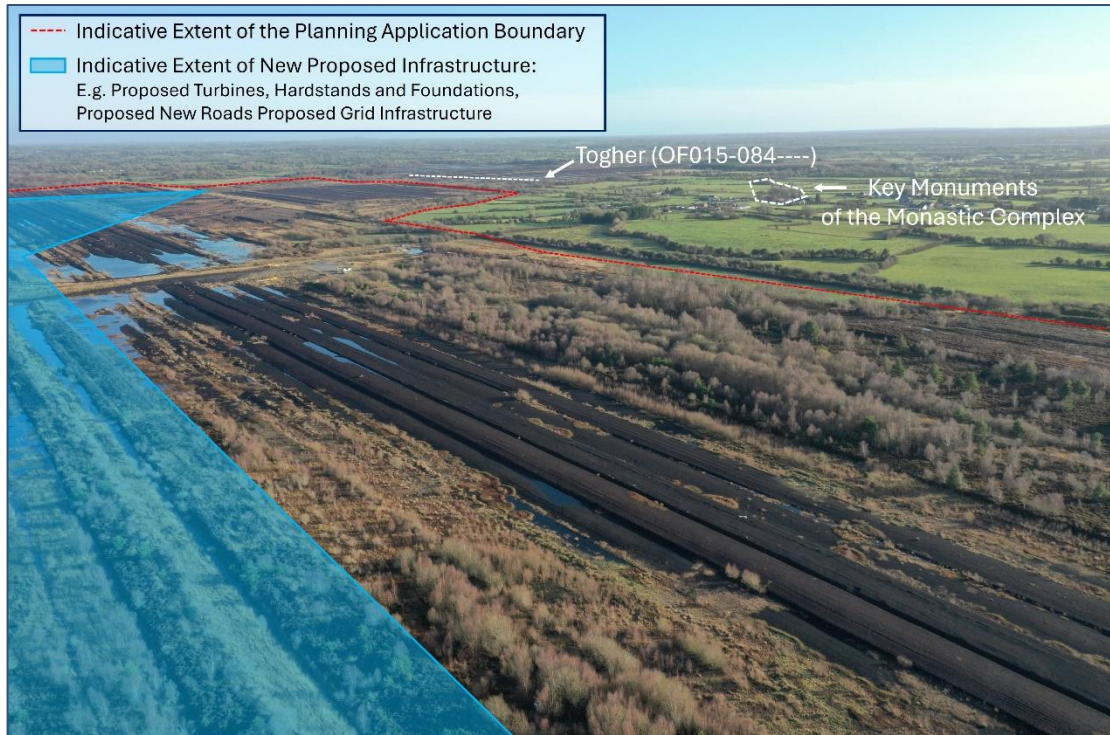 Indicative Extent of the Planning Application Boundary
Indicative Extent of New Proposed Infrastructure:
E.g. Proposed Turbines, Hardstands and Foundations,
Proposed New Roads Proposed Grid Infrastructure
Togher (OF015-084----)
Key Monuments
of the Monastic Complex